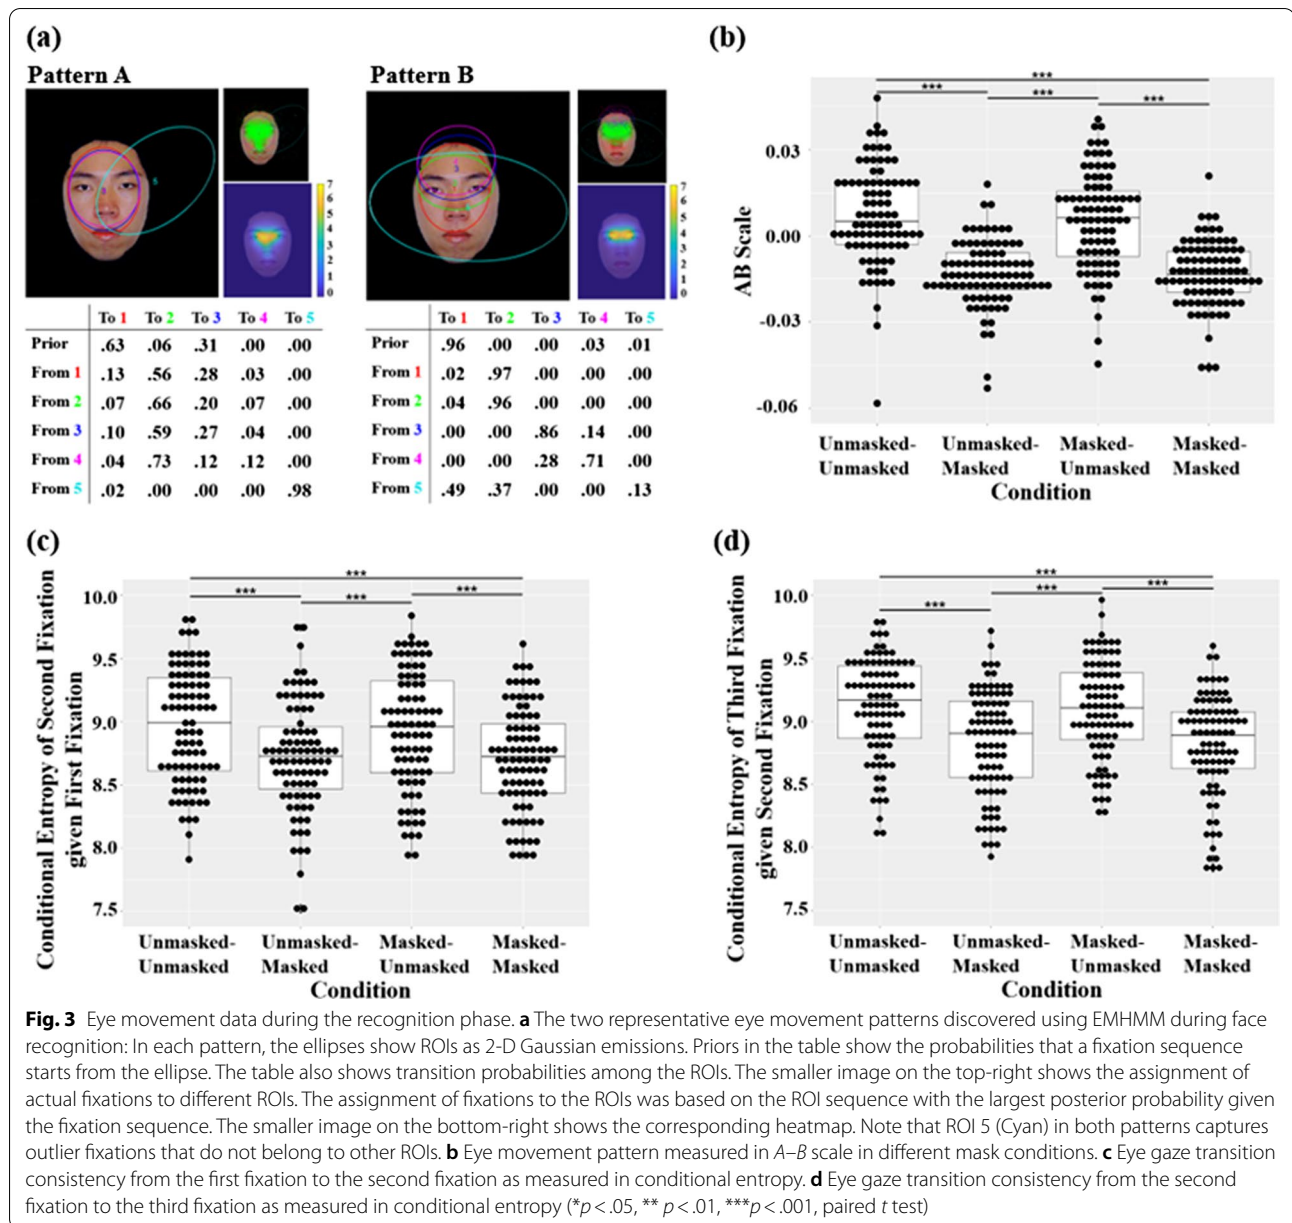 (a)
Pattern A
Pattern B
7
6
5
4
3
2
1
0
7
6
5
4
3
2
1
0
To 1 To 2 To 3 To 4 To 5
Prior .63 .06 .31 .00 .00
From 1 .13 .56 .28 .03 .00
From 2 .07 .66 .20 .07 .00
From 3 .10 .59 .27 .04 .00
From 4 .04 .73 .12 .12 .00
From 5 .02 .00 .00 .00 .98
To 1 To 2 To 3 To 4 To 5
Prior .96 .00 .00 .03 .01
From 1 .02 .97 .00 .00 .00
From 2 .04 .96 .00 .00 .00
From 3 .00 .00 .86 .14 .00
From 4 .00 .00 .28 .71 .00
From 5 .49 .37 .00 .00 .13
(b)
***
*** *** ***
AB Scale
0.03
0.00
-0.03
-0.06
Unmasked- Unmasked- Masked- Masked-
Unmasked Masked Unmasked Masked
Condition
(c)
***
*** *** ***
Conditional Entropy of Second Fixation
given First Fixation
10.0
9.5
9.0
8.5
8.0
7.5
Unmasked- Unmasked- Masked- Masked-
Unmasked Masked Unmasked Masked
Condition
(d)
***
*** *** ***
Conditional Entropy of Third Fixation
given Second Fixation
10.0
9.5
9.0
8.5
8.0
7.5
Unmasked- Unmasked- Masked- Masked-
Unmasked Masked Unmasked Masked
Condition
Fig. 3 Eye movement data during the recognition phase. a The two representative eye movement patterns discovered using EMHMM during face
recognition: In each pattern, the ellipses show ROIs as 2-D Gaussian emissions. Priors in the table show the probabilities that a fixation sequence
starts from the ellipse. The table also shows transition probabilities among the ROIs. The smaller image on the top-right shows the assignment of
actual fixations to different ROIs. The assignment of fixations to the ROIs was based on the ROI sequence with the largest posterior probability given
the fixation sequence. The smaller image on the bottom-right shows the corresponding heatmap. Note that ROI 5 (Cyan) in both patterns captures
outlier fixations that do not belong to other ROIs. b Eye movement pattern measured in A–B scale in different mask conditions. c Eye gaze transition
consistency from the first fixation to the second fixation as measured in conditional entropy. d Eye gaze transition consistency from the second
fixation to the third fixation as measured in conditional entropy (*p < .05, ** p < .01, ***p < .001, paired t test)